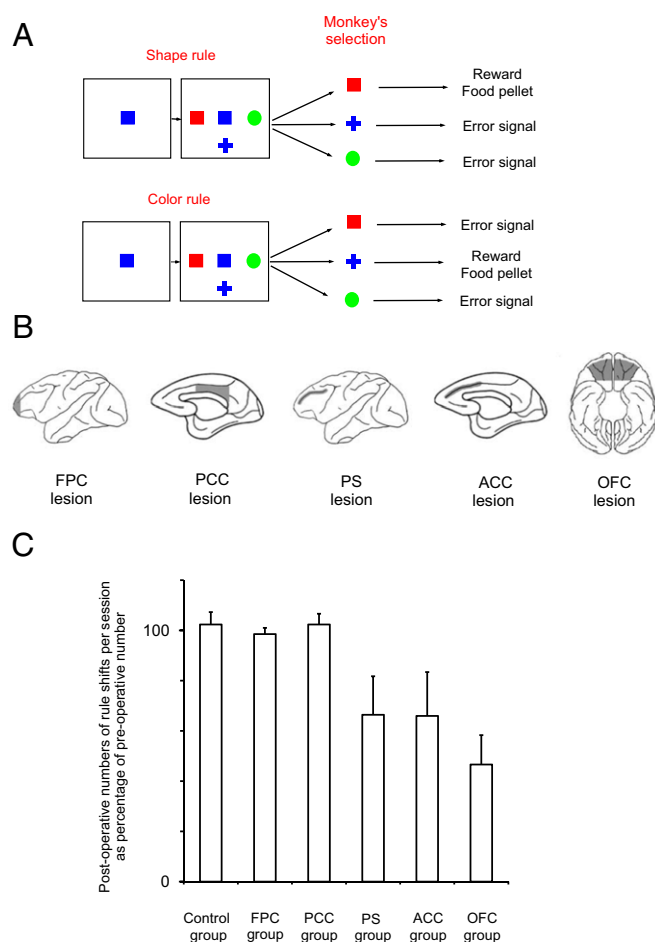 A
Monkey's
selection
Shape rule
Reward
Food pellet
Error signal
Error signal
Color rule
Error signal
Reward
Food pellet
Error signal
B
FPC
lesion
PCC
lesion
PS
lesion
ACC
lesion
OFC
lesion
C
Post-operative numbers of rule shifts per session
as percentage of pre-operative number
100
0
Control
group
FPC
group
PCC
group
PS
group
ACC
group
OFC
group